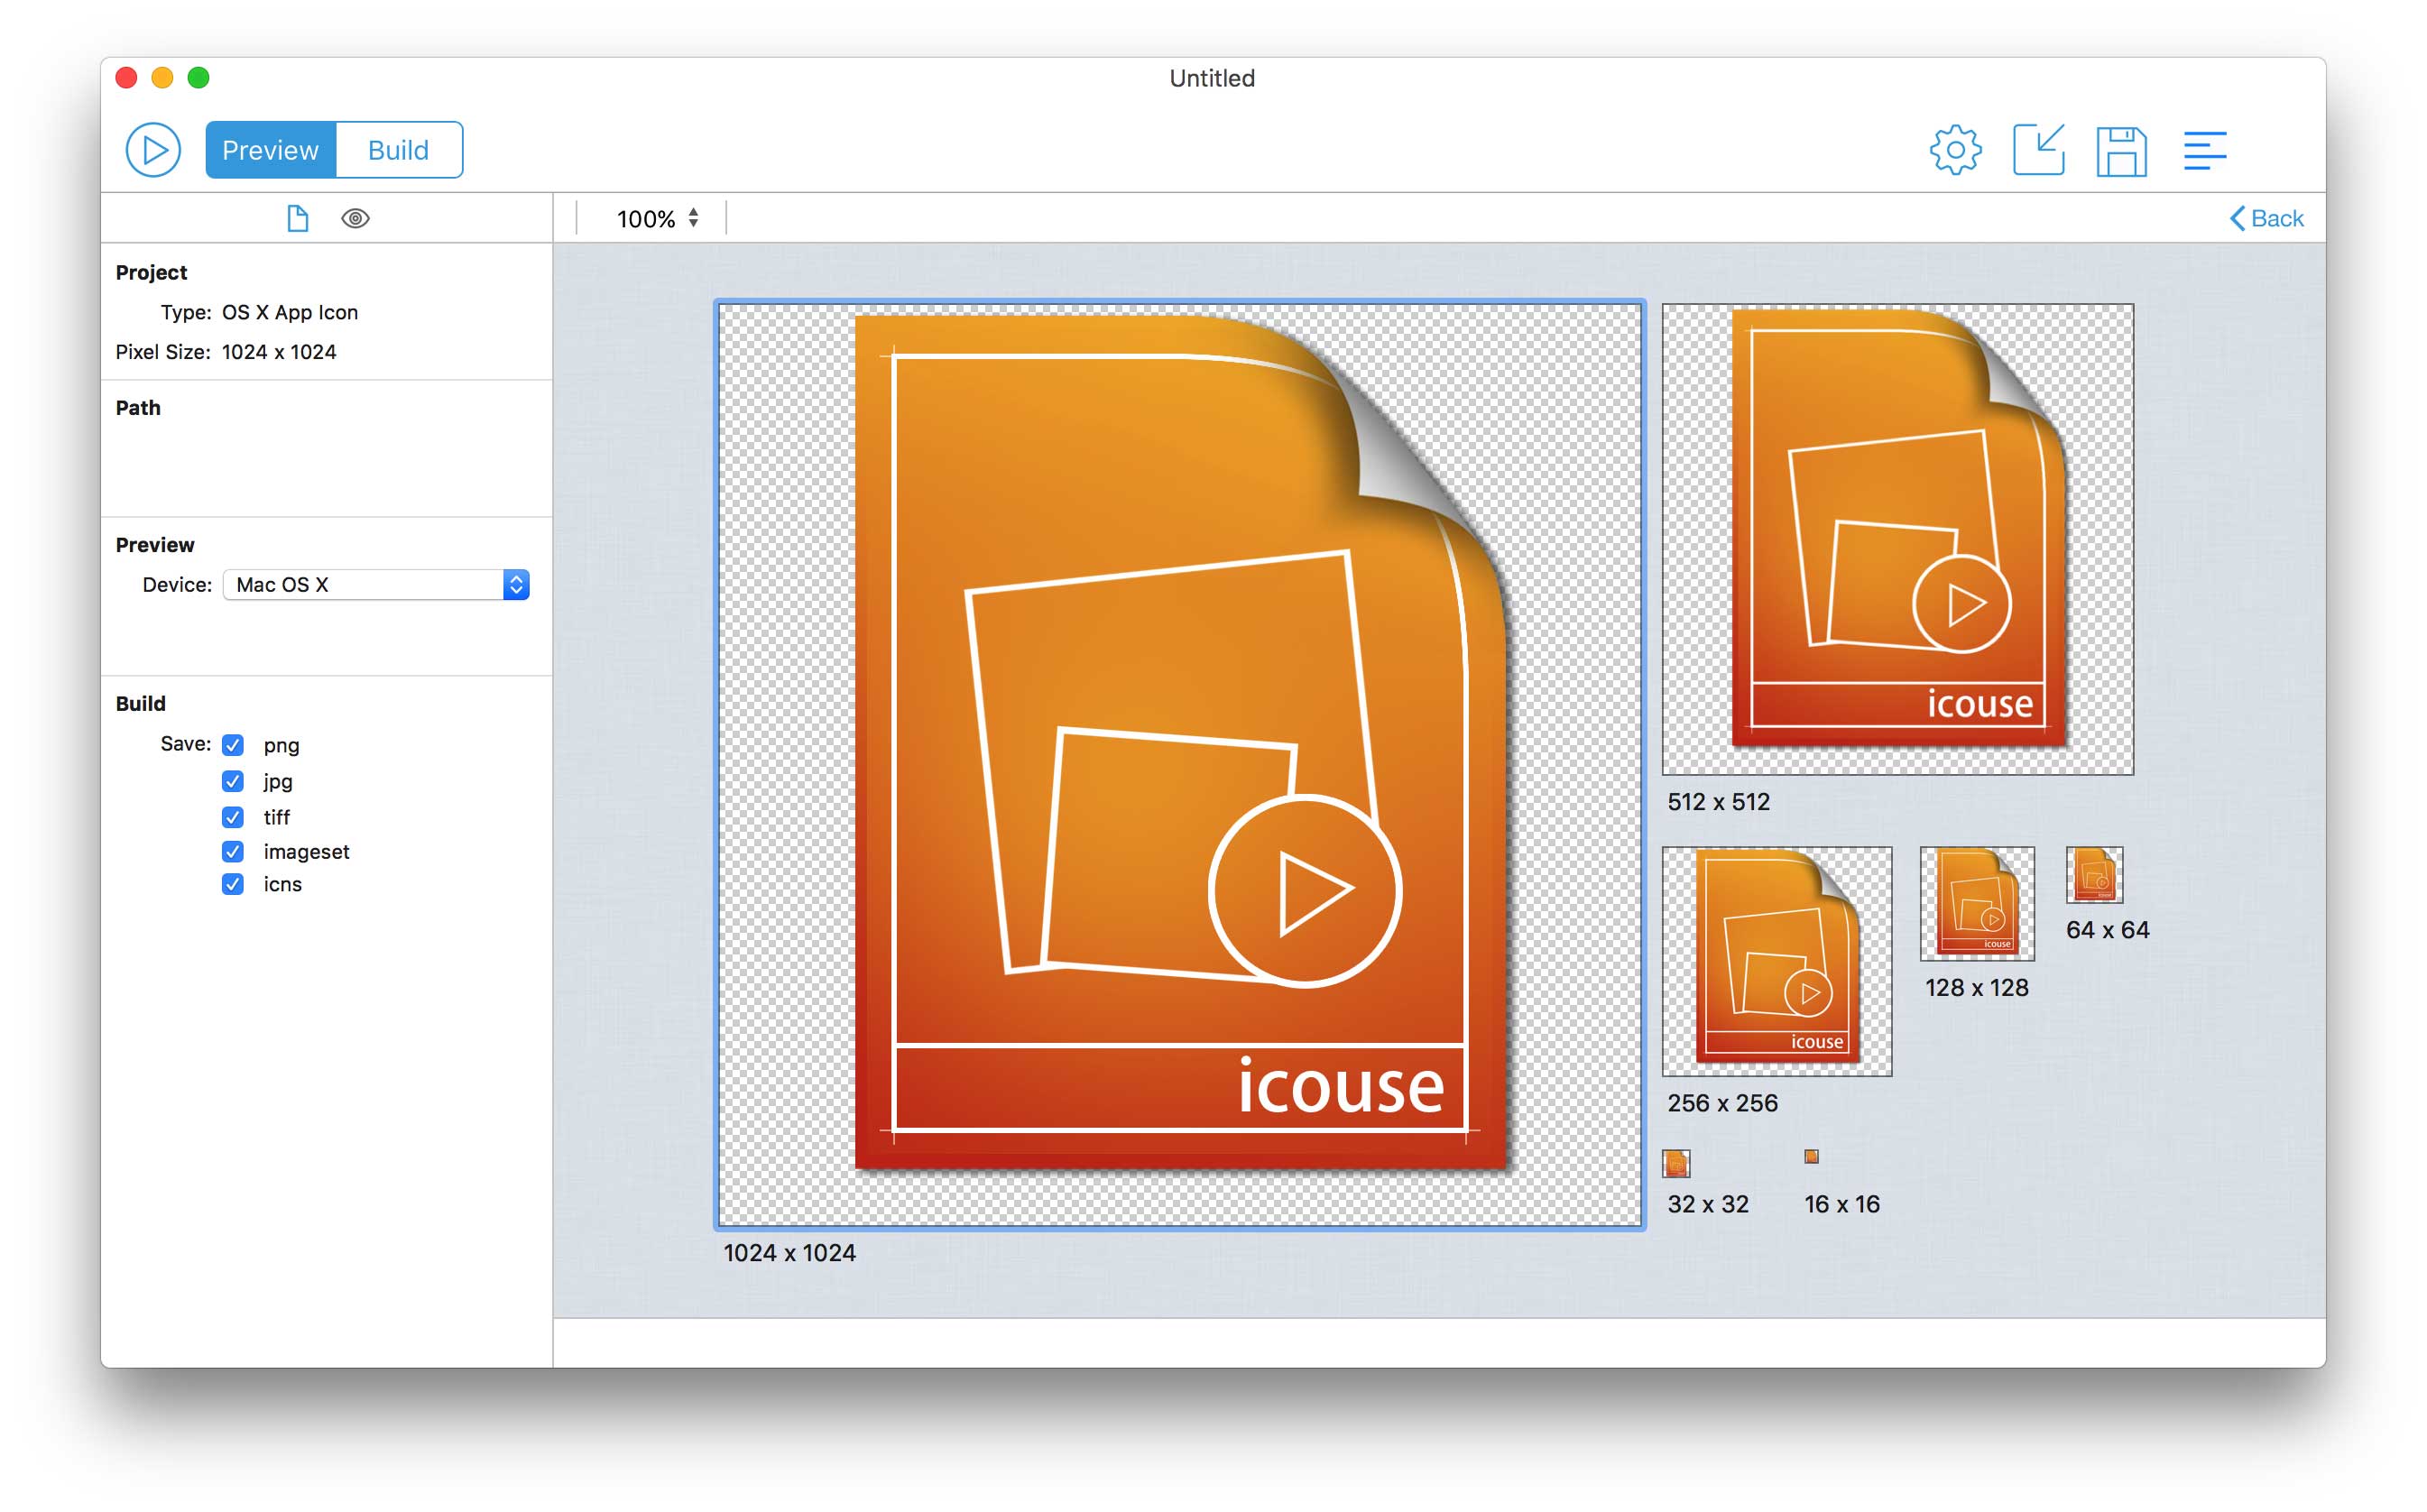 Untitled
Preview
Build
100%
Back
Project
Type: OS X App Icon
Pixel Size: 1024 x 1024
Path
Preview
Device: Mac OS X
Build
Save: png
jpg
tiff
imageset
icns
icouse
1024 x 1024
icouse
512 x 512
icouse
256 x 256
icouse
128 x 128
64 x 64
32 x 32
16 x 16